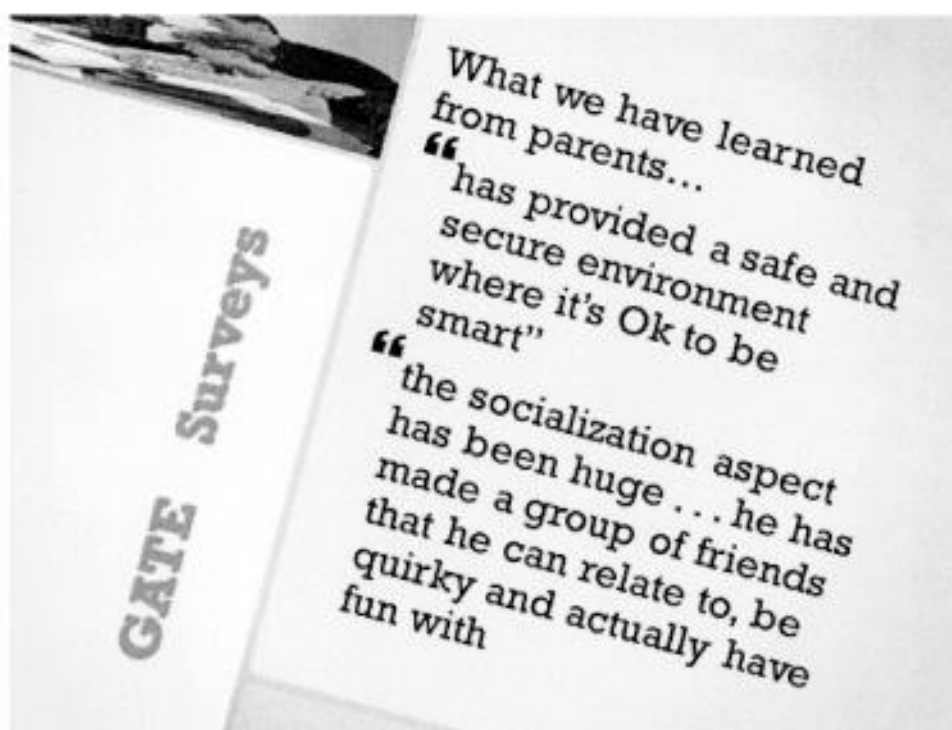 GATE Surveys
What we have learned
from parents...
“has provided a safe and
secure environment
where it's Ok to be
smart”
“the socialization aspect
has been huge . . . he has
made a group of friends
that he can relate to, be
quirky and actually have
fun with